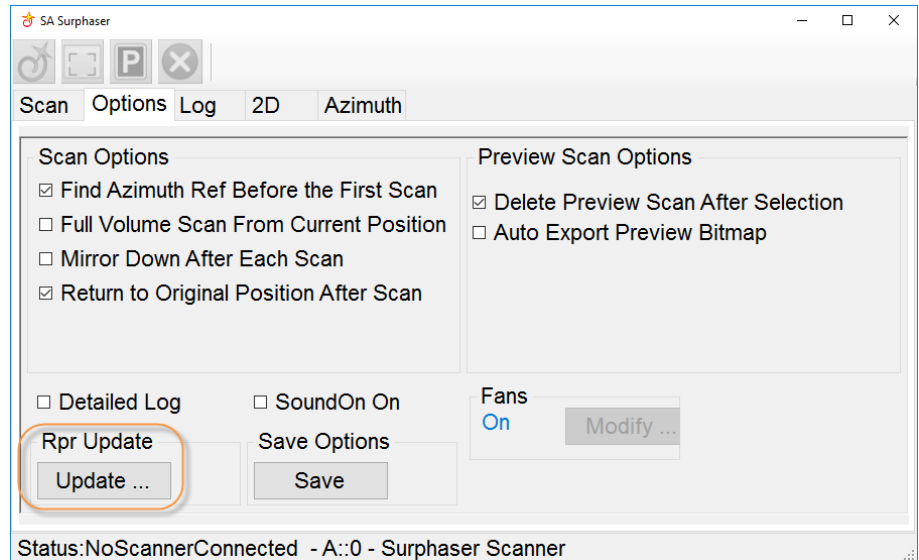 SA Surphaser
P
Scan Options Log 2D Azimuth
Scan Options
Find Azimuth Ref Before the First Scan
Full Volume Scan From Current Position
Mirror Down After Each Scan
Return to Original Position After Scan
Preview Scan Options
Delete Preview Scan After Selection
Auto Export Preview Bitmap
Detailed Log
SoundOn On
Fans
On
Modify ...
Rpr Update
Update ...
Save Options
Save
Status:NoScannerConnected - A::0 - Surphaser Scanner